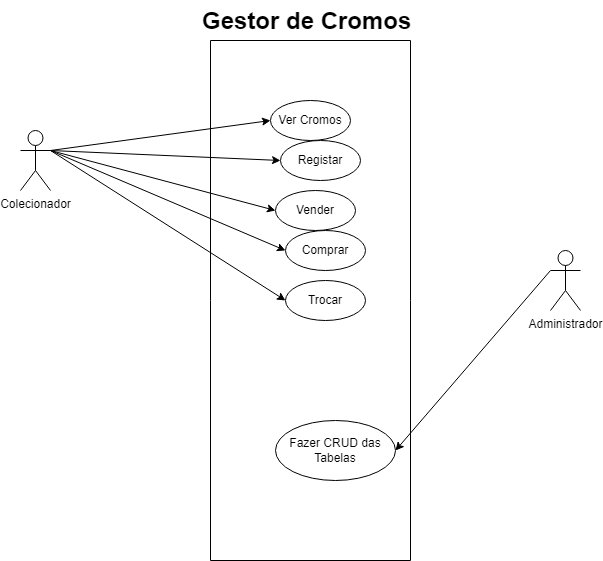 Gestor de Cromos
Ver Cromos
Registar
Colecionador
Vender
Comprar
Trocar
Administrador
Fazer CRUD das
Tabelas